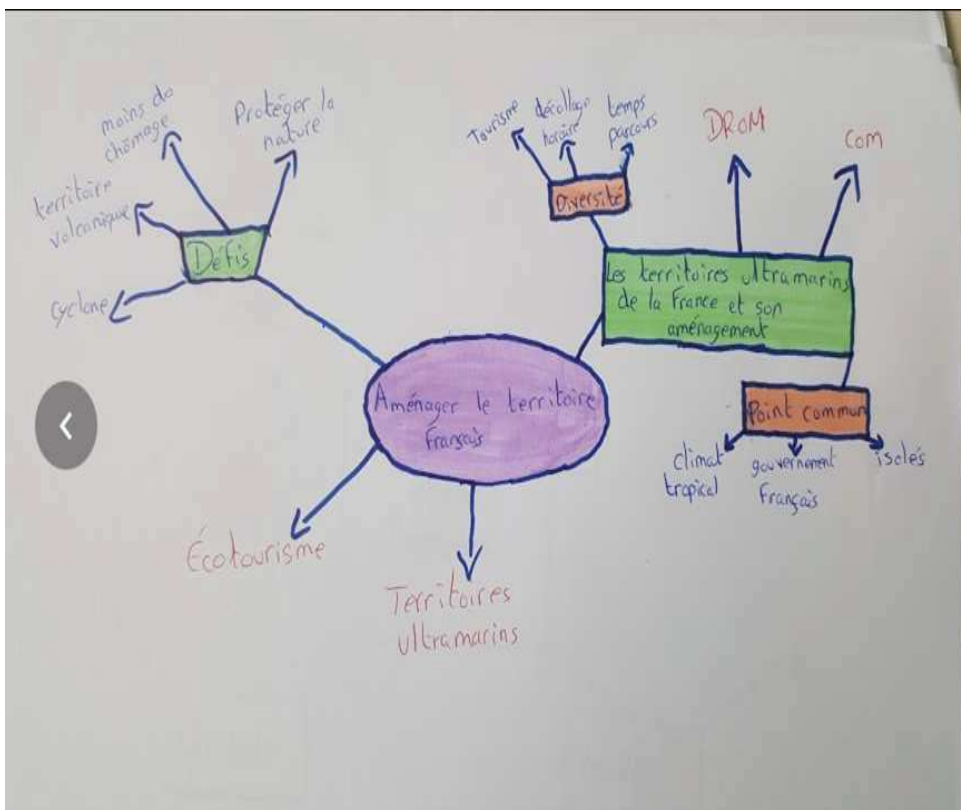 moins de
chômage
Protéger la
nature
territoire
volcanique
Défis
cyclone
Tourisme
décallage
horaire
temps
parcours
Diversité
DROM
COM
Les territoires ultramarins
de la France et son
aménagement
Point commun
climat
tropical
gouvernement
Français
isolés
Aménager le territoire
Français
Écotourisme
Territoires
ultramarins